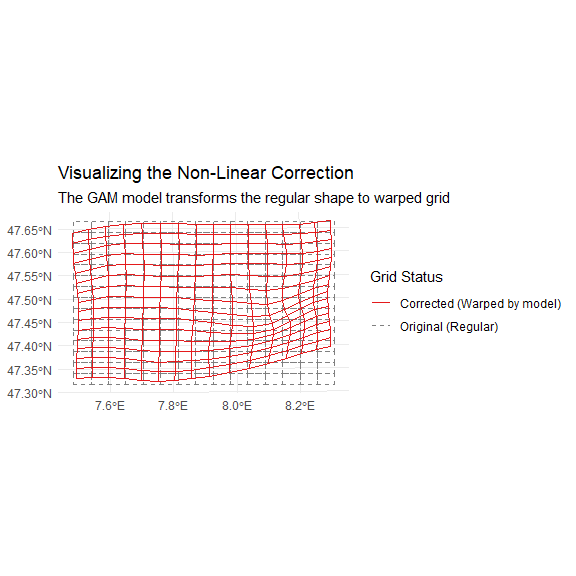 Visualizing the Non-Linear Correction
The GAM model transforms the regular shape to warped grid
47.65°N
47.60°N
47.55°N
47.50°N
47.45°N
47.40°N
47.35°N
47.30°N
7.6°E 7.8°E 8.0°E 8.2°E
Grid Status
Corrected (Warped by model)
Original (Regular)